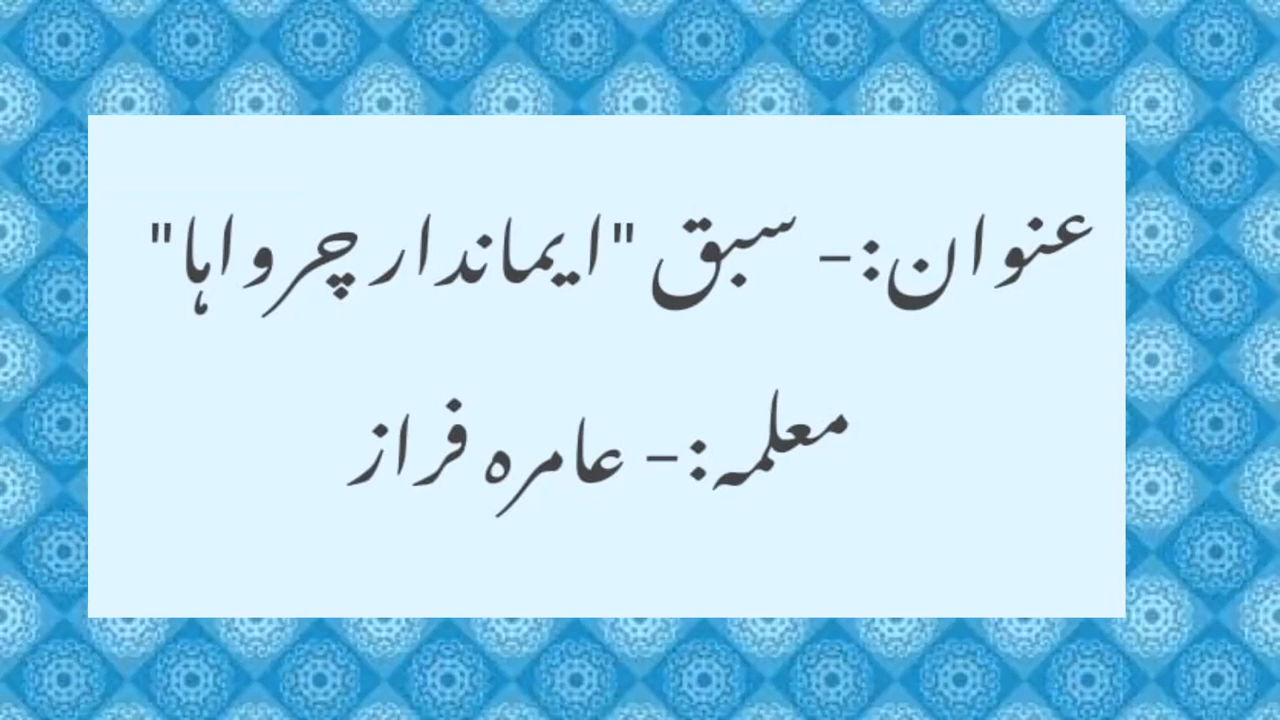 عنوان:- سبق "ایماندار چرواہا"
معلمہ:- عامرہ فراز